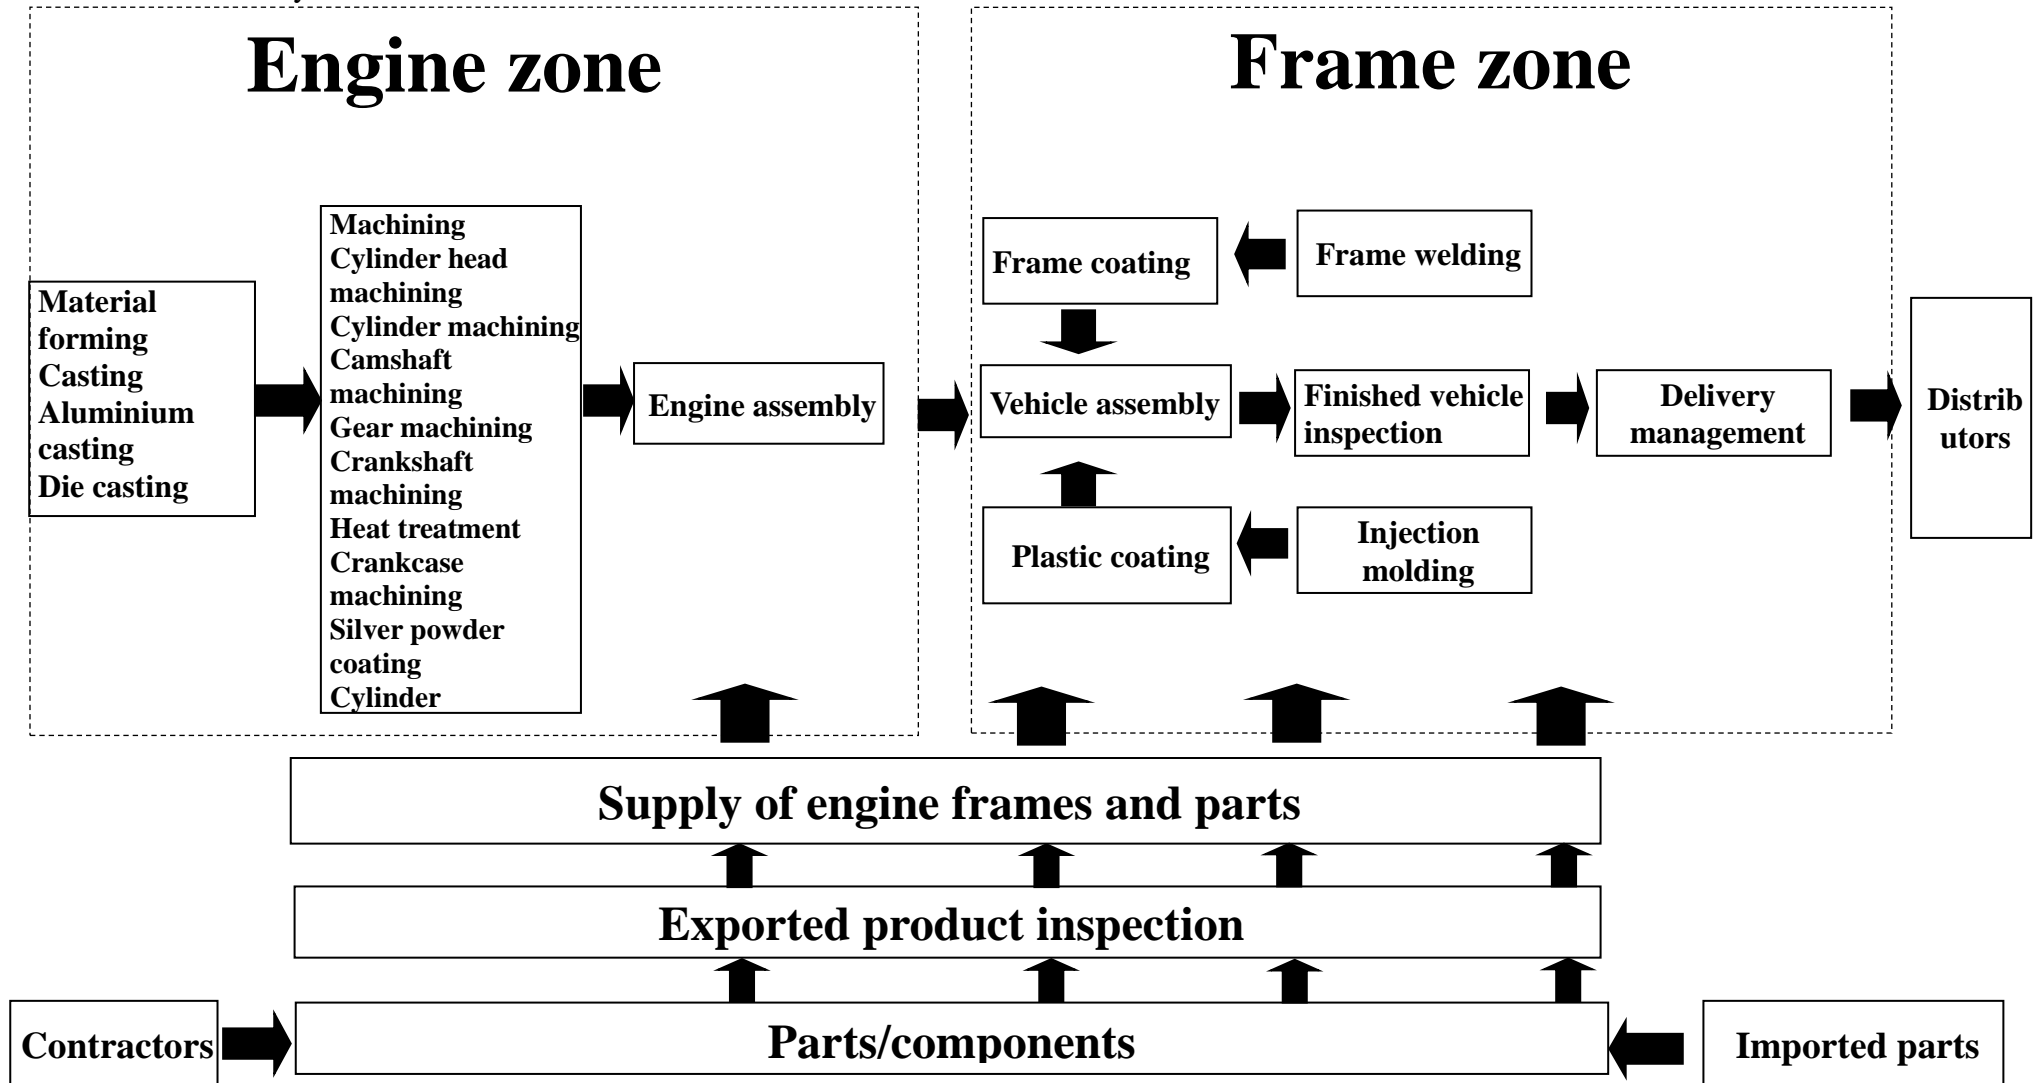 Engine zone
Frame zone
Material
forming
Casting
Aluminium
casting
Die casting
Machining
Cylinder head
machining
Cylinder machining
Camshaft
machining
Gear machining
Crankshaft
machining
Heat treatment
Crankcase
machining
Silver powder
coating
Cylinder
Engine assembly
Frame coating
Frame welding
Vehicle assembly
Finished vehicle
inspection
Delivery
management
Distrib
utors
Plastic coating
Injection
molding
Supply of engine frames and parts
Exported product inspection
Contractors
Parts/components
Imported parts